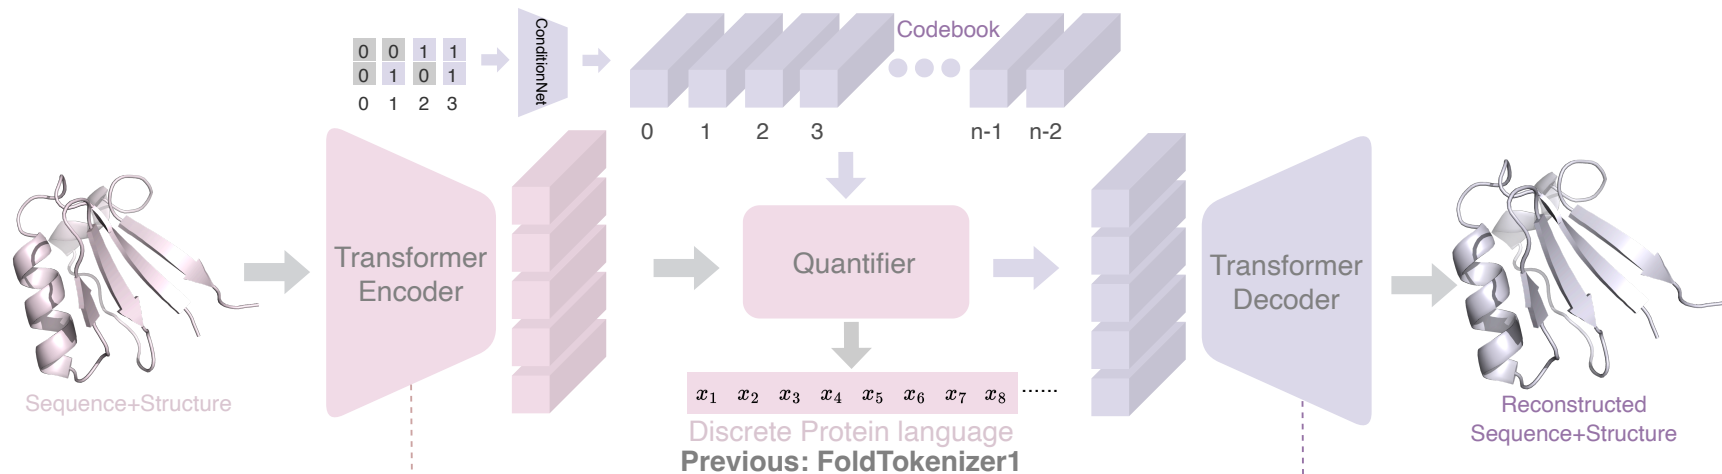 Codebook
0 0 1 1
0 1 0 1
0 1 2 3
ConditionNet
0 1 2 3 n-1 n-2
Transformer
Encoder
Quantifier
Transformer
Decoder
Sequence+Structure
x1 x2 x3 x4 x5 x6 x7 x8 ......
Discrete Protein language
Previous: FoldTokenizer1
Reconstructed
Sequence+Structure